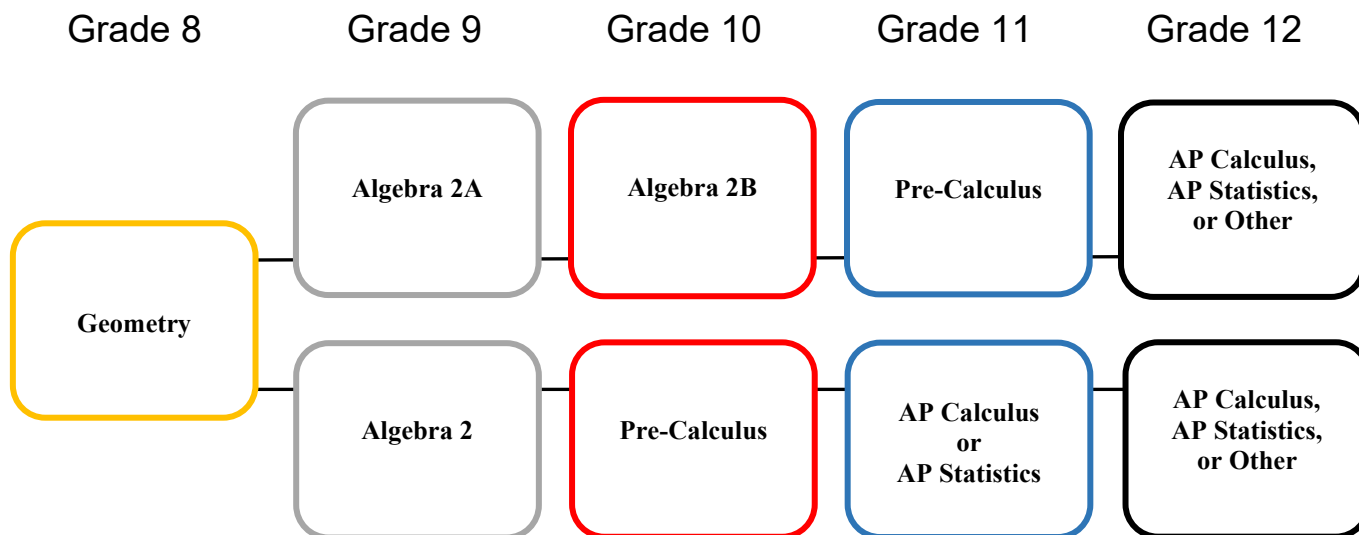 Grade 8 Grade 9 Grade 10 Grade 11 Grade 12
Algebra 2A
Algebra 2B
Pre-Calculus
AP Calculus,
AP Statistics,
or Other
Geometry
Algebra 2
Pre-Calculus
AP Calculus
or
AP Statistics
AP Calculus,
AP Statistics,
or Other